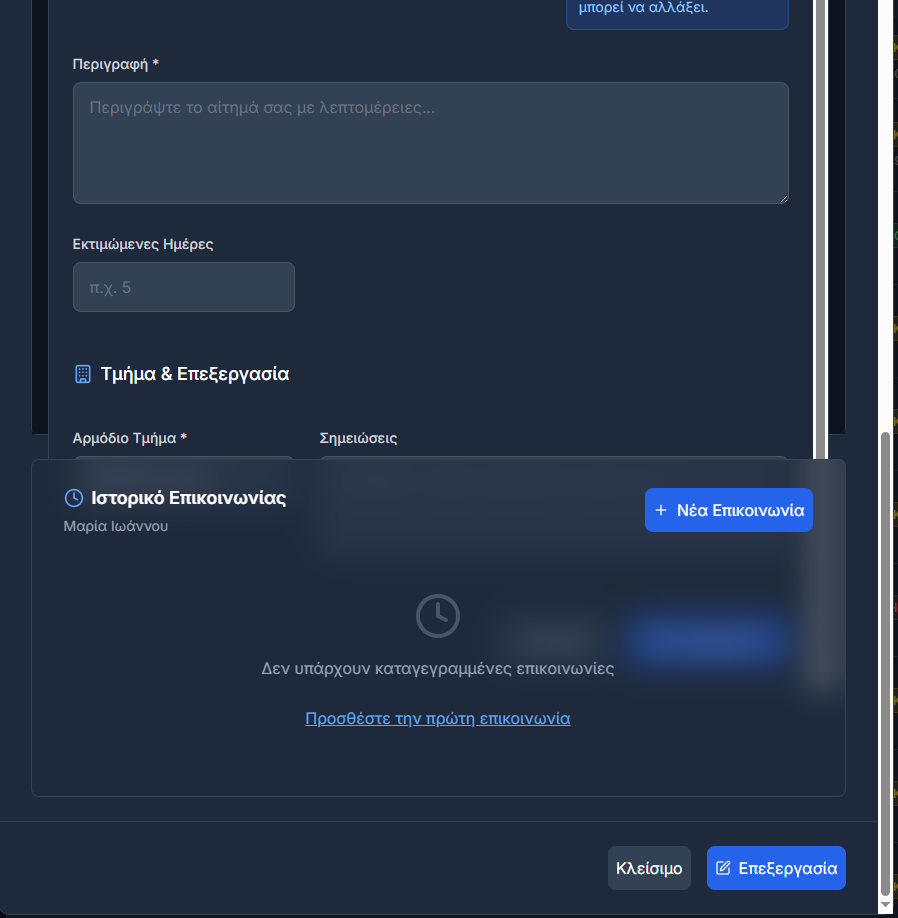 μπορεί να αλλάξει.
Περιγραφή *
Περιγράψτε το αίτημά σας με λεπτομέρειες...
Εκτιμώμενες Ημέρες
π.χ. 5
Τμήμα & Επεξεργασία
Αρμόδιο Τμήμα *
Σημειώσεις
Ιστορικό Επικοινωνίας
Μαρία Ιωάννου
+ Νέα Επικοινωνία
Δεν υπάρχουν καταγεγραμμένες επικοινωνίες
Προσθέστε την πρώτη επικοινωνία
Κλείσιμο
Επεξεργασία